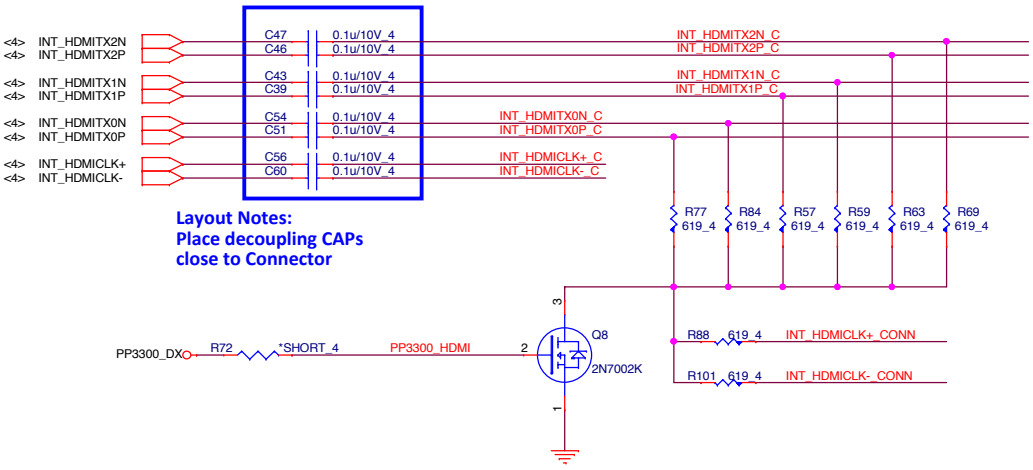 <4> INT_HDMITX2N C47 0.1u/10V_4 INT_HDMITX2N_C
<4> INT_HDMITX2P C46 0.1u/10V_4 INT_HDMITX2P_C
<4> INT_HDMITX1N C43 0.1u/10V_4 INT_HDMITX1N_C
<4> INT_HDMITX1P C39 0.1u/10V_4 INT_HDMITX1P_C
<4> INT_HDMITX0N C54 0.1u/10V_4 INT_HDMITX0N_C
<4> INT_HDMITX0P C51 0.1u/10V_4 INT_HDMITX0P_C
<4> INT_HDMICLK+ C56 0.1u/10V_4 INT_HDMICLK+_C
<4> INT_HDMICLK- C60 0.1u/10V_4 INT_HDMICLK-_C
Layout Notes:
Place decoupling CAPs
close to Connector
R77 R84 R57 R59 R63 R69
619_4 619_4 619_4 619_4 619_4 619_4
3
Q8
R88 619_4 INT_HDMICLK+_CONN
PP3300_DX R72 *SHORT_4 PP3300_HDMI 2
2N7002K
R101 619_4 INT_HDMICLK-_CONN
1